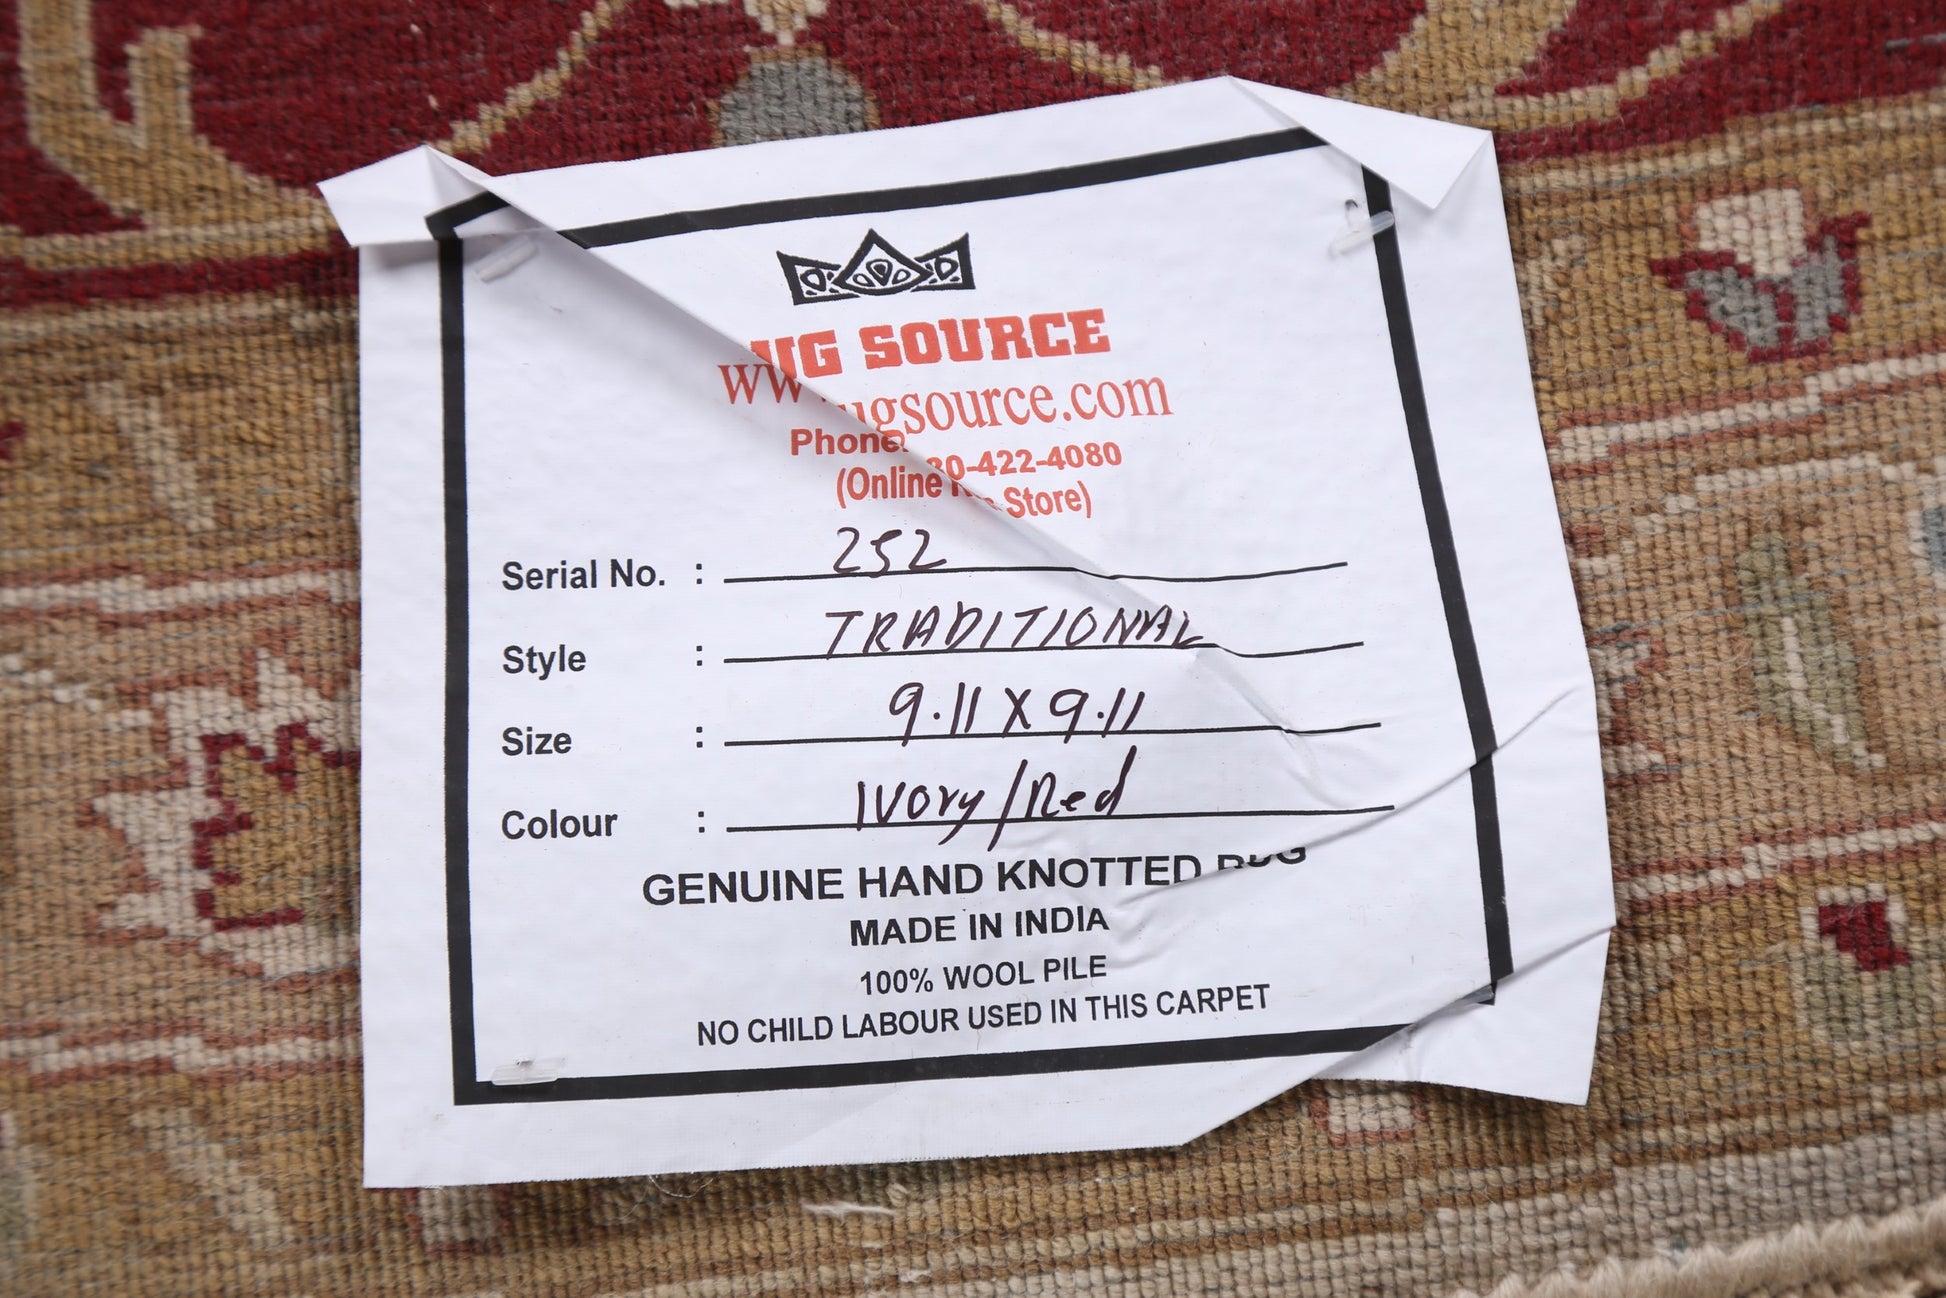 UG SOURCE
ugsource.com
Phone: 80-422-4080
(Online Store)
Serial No. : 252
Style : TRADITIONAL
Size : 9.11 X 9.11
Colour : Ivory/Red
GENUINE HAND KNOTTED RUG
MADE IN INDIA
100% WOOL PILE
NO CHILD LABOUR USED IN THIS CARPET